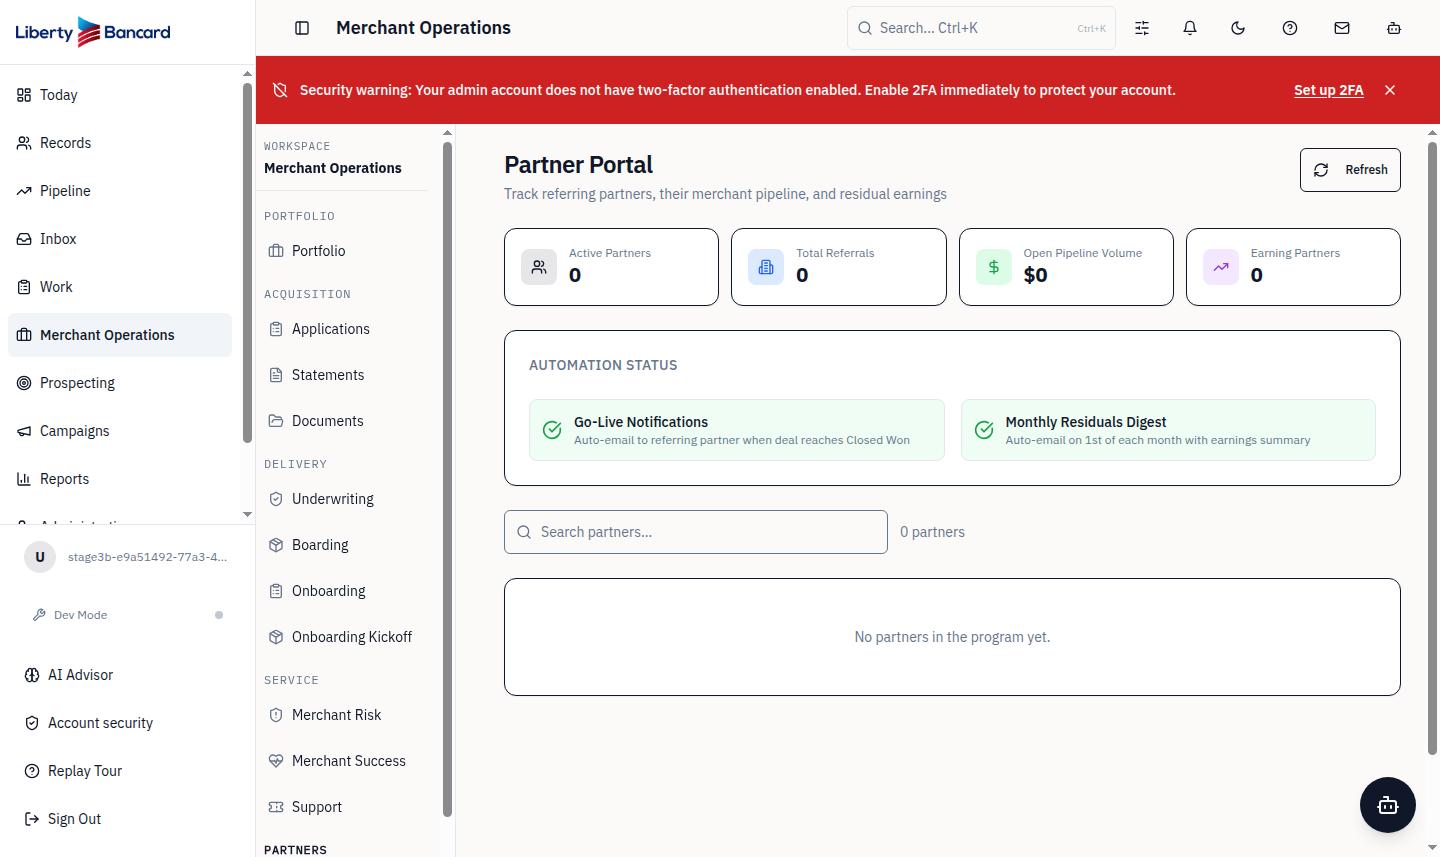 Liberty Bancard
Merchant Operations
Search... Ctrl+K
Ctrl+K
Security warning: Your admin account does not have two-factor authentication enabled. Enable 2FA immediately to protect your account.
Set up 2FA
Today
Records
Pipeline
Inbox
Work
Merchant Operations
Prospecting
Campaigns
Reports
U
stage3b-e9a51492-77a3-4...
Dev Mode
AI Advisor
Account security
Replay Tour
Sign Out
WORKSPACE
Merchant Operations
PORTFOLIO
Portfolio
ACQUISITION
Applications
Statements
Documents
DELIVERY
Underwriting
Boarding
Onboarding
Onboarding Kickoff
SERVICE
Merchant Risk
Merchant Success
Support
PARTNERS
Partner Portal
Track referring partners, their merchant pipeline, and residual earnings
Refresh
Active Partners
0
Total Referrals
0
Open Pipeline Volume
$0
Earning Partners
0
AUTOMATION STATUS
Go-Live Notifications
Auto-email to referring partner when deal reaches Closed Won
Monthly Residuals Digest
Auto-email on 1st of each month with earnings summary
Search partners...
0 partners
No partners in the program yet.